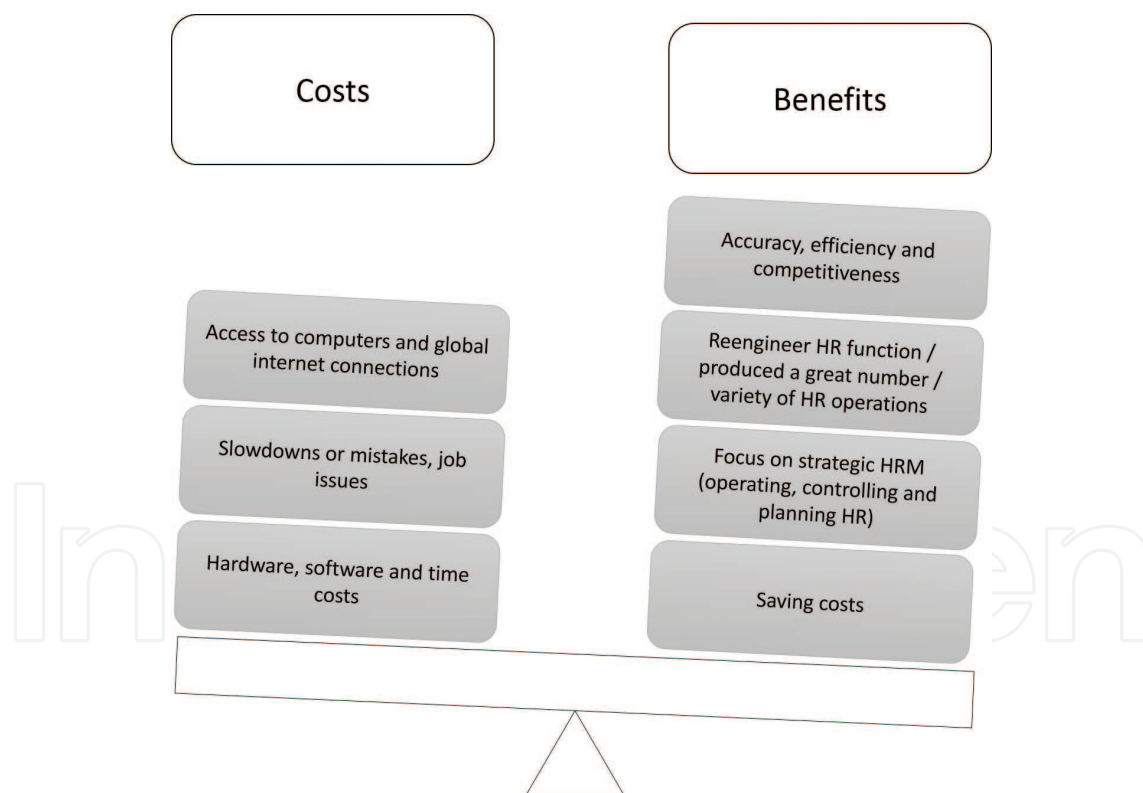 Costs
Access to computers and global
internet connections
Slowdowns or mistakes, job
issues
Hardware, software and time
costs
Benefits
Accuracy, efficiency and
competitiveness
Reengineer HR function /
produced a great number /
variety of HR operations
Focus on strategic HRM
(operating, controlling and
planning HR)
Saving costs